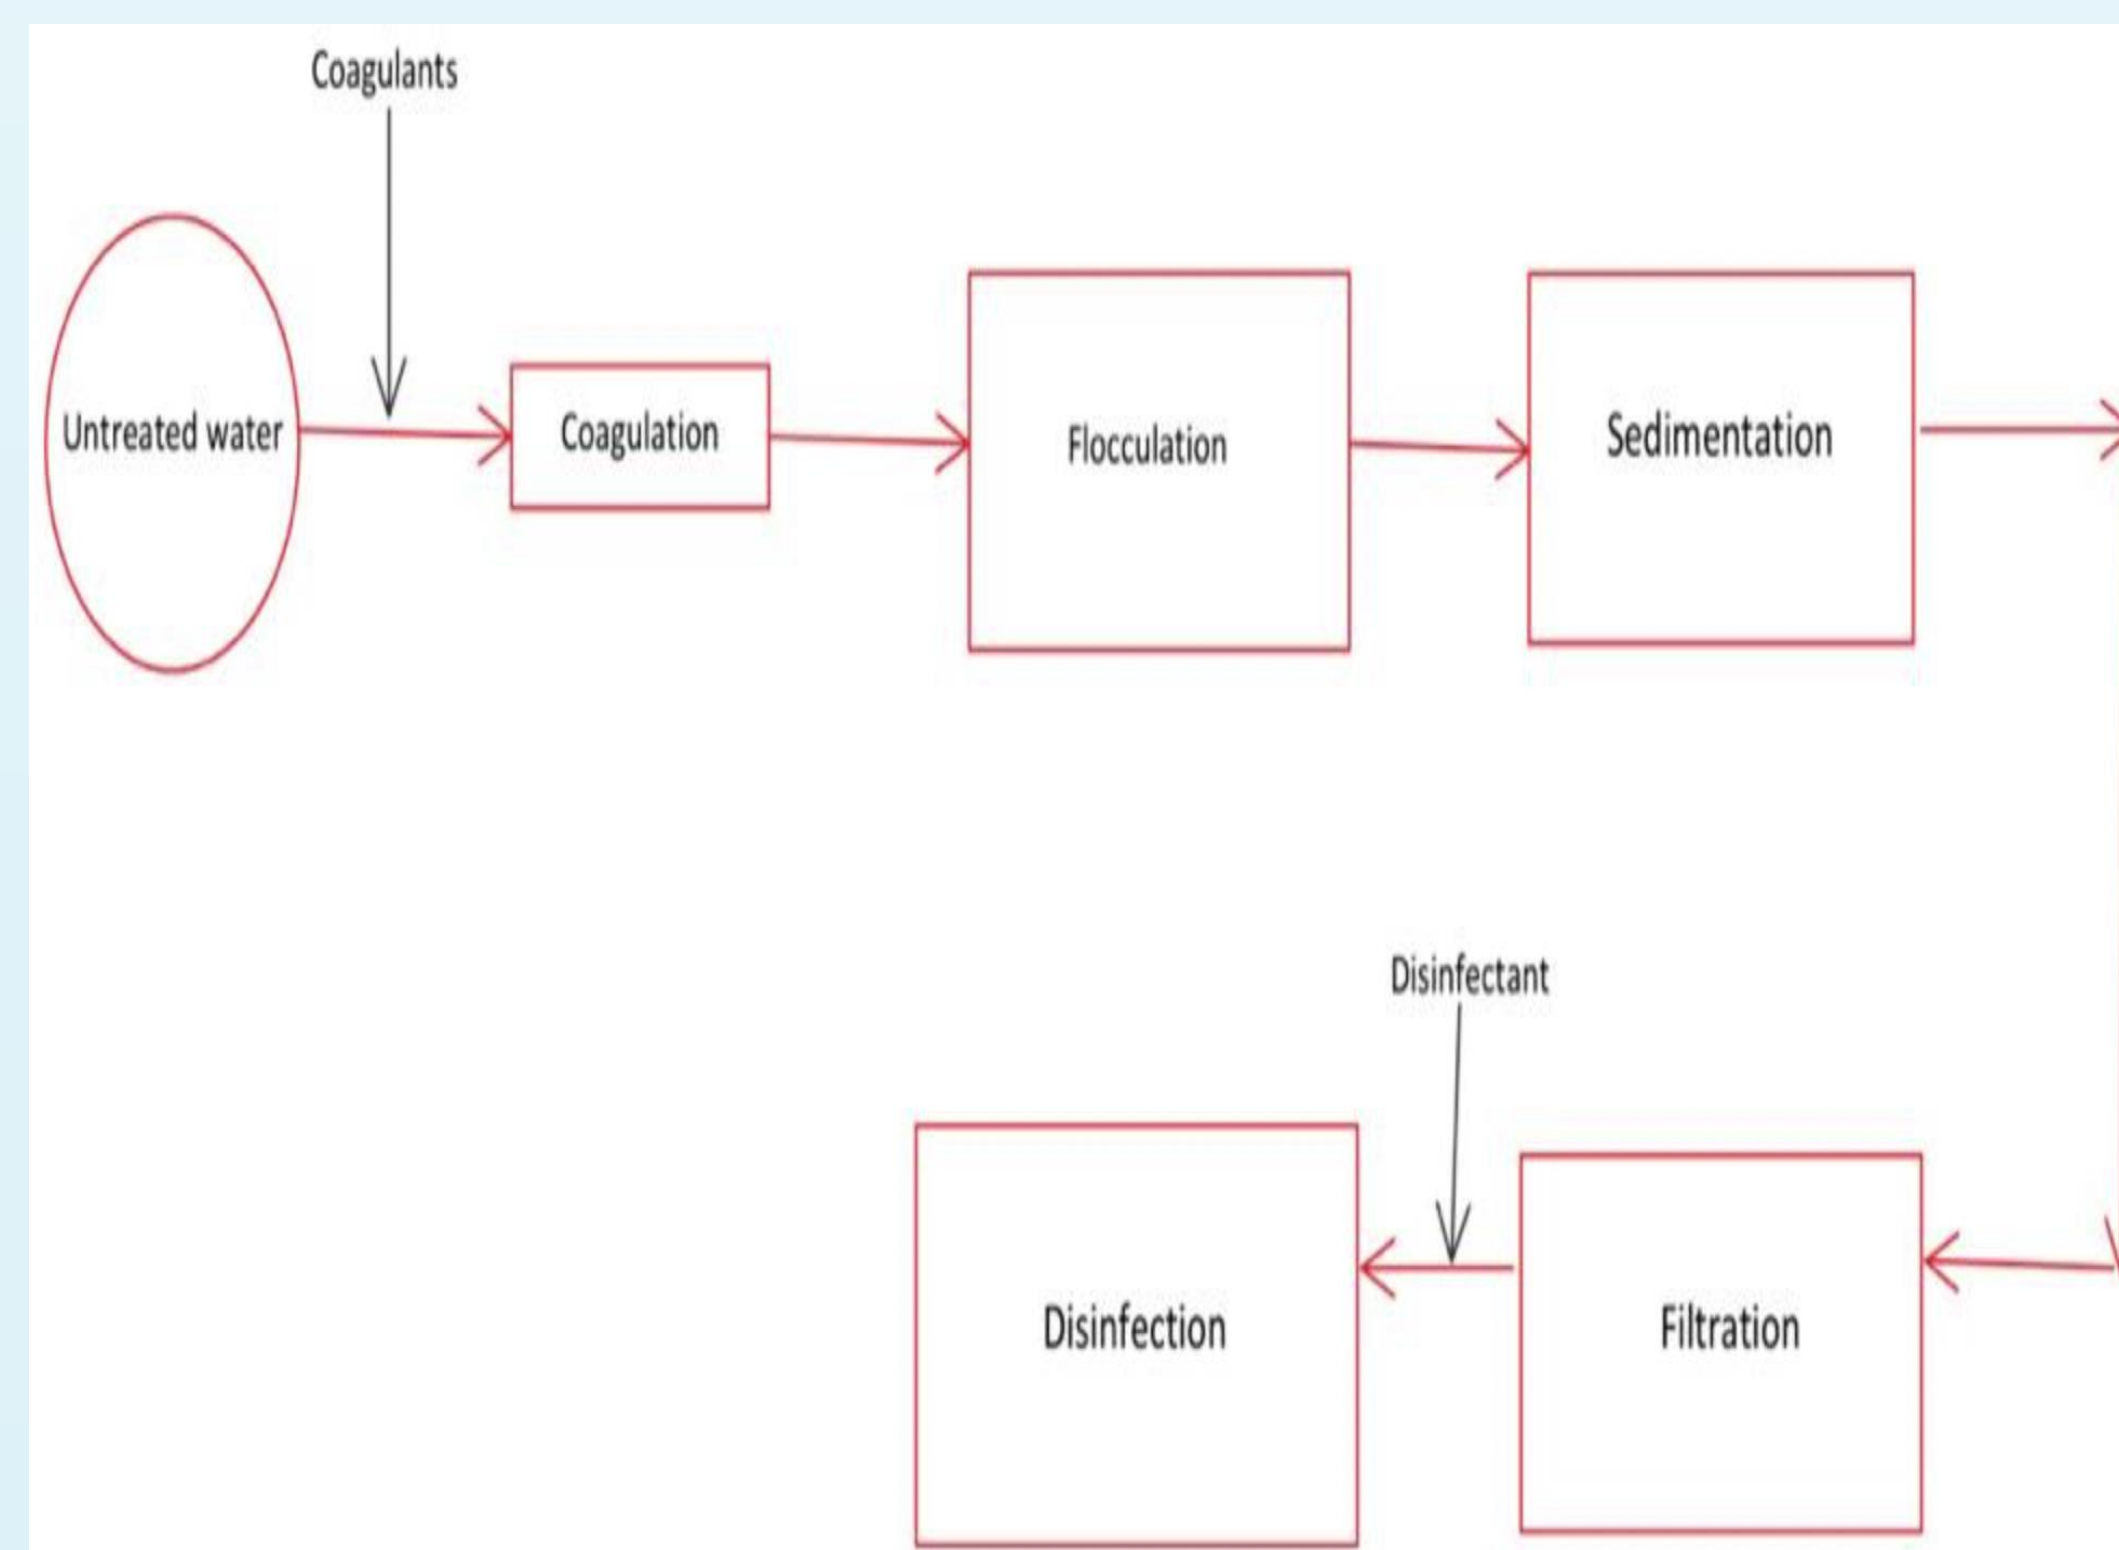 Coagulants
Untreated water
Coagulation
Flocculation
Sedimentation
Disinfectant
Disinfection
Filtration